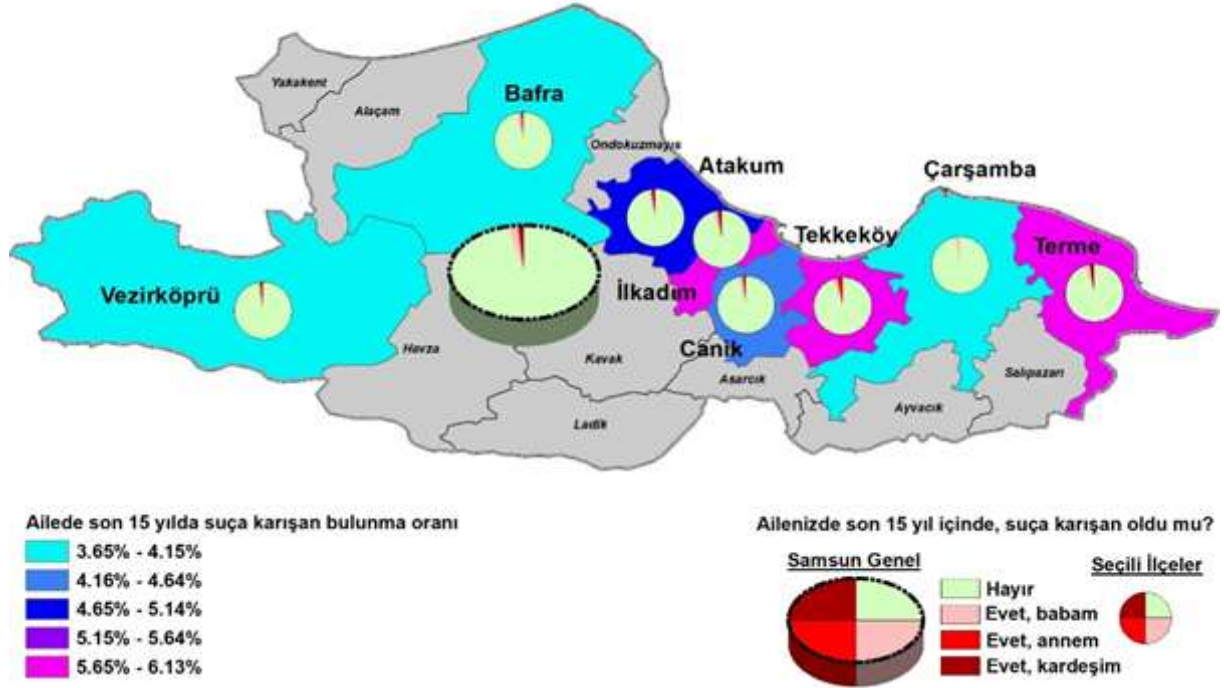 Yakakent
Alaçam
Bafra
Ondokuzmayıs
Atakum
Çarşamba
Tekkeköy
Terme
Vezirköprü
İlkadım
Canik
Havza
Kavak
Asarcık
Salıpazarı
Ayvacık
Ladik
Ailede son 15 yılda suça karışan bulunma oranı
3.65% - 4.15%
4.16% - 4.64%
4.65% - 5.14%
5.15% - 5.64%
5.65% - 6.13%
Ailenizde son 15 yıl içinde, suça karışan oldu mu?
Samsun Genel
Seçili İlçeler
Hayır
Evet, babam
Evet, annem
Evet, kardeşim